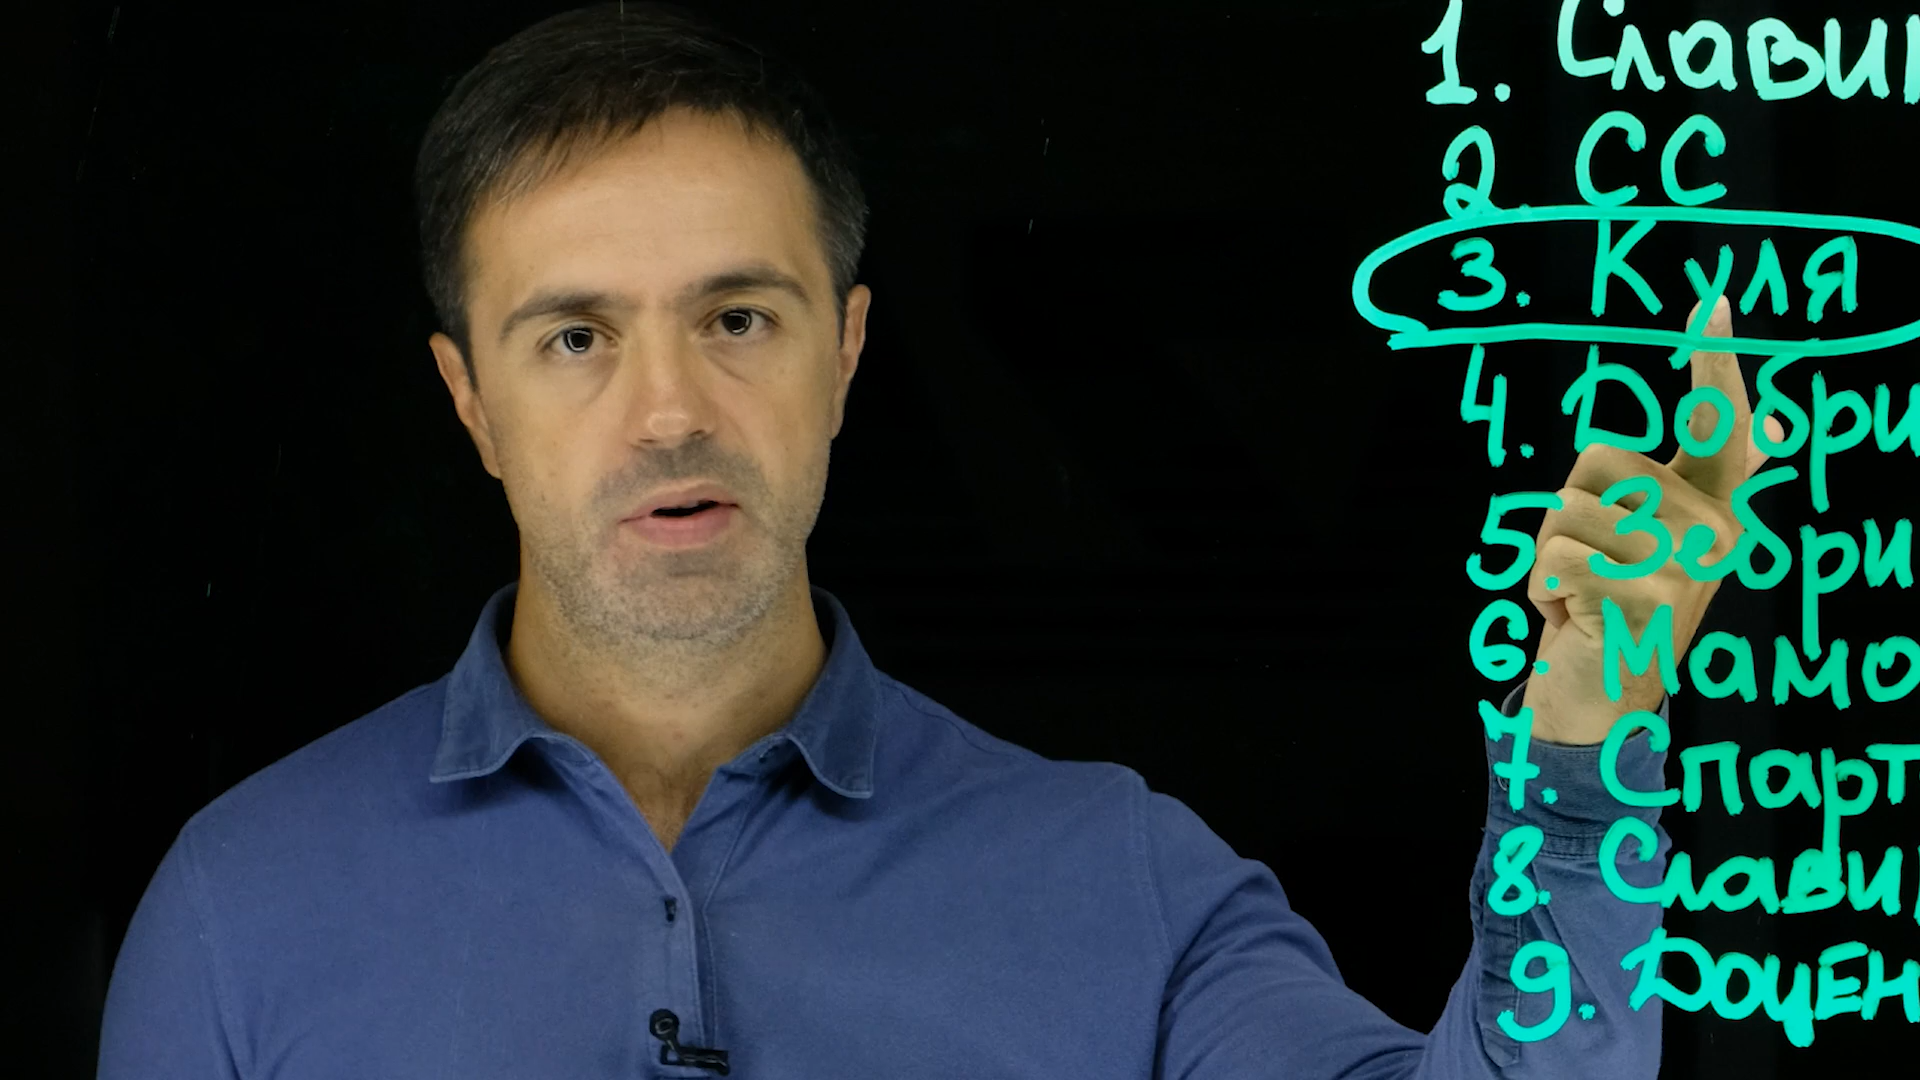 1. Слави
2. СС
3. Куля
4. Добри
5. Зебри
6. Мамо
7. Спарт
8. Слави
9. Доцен